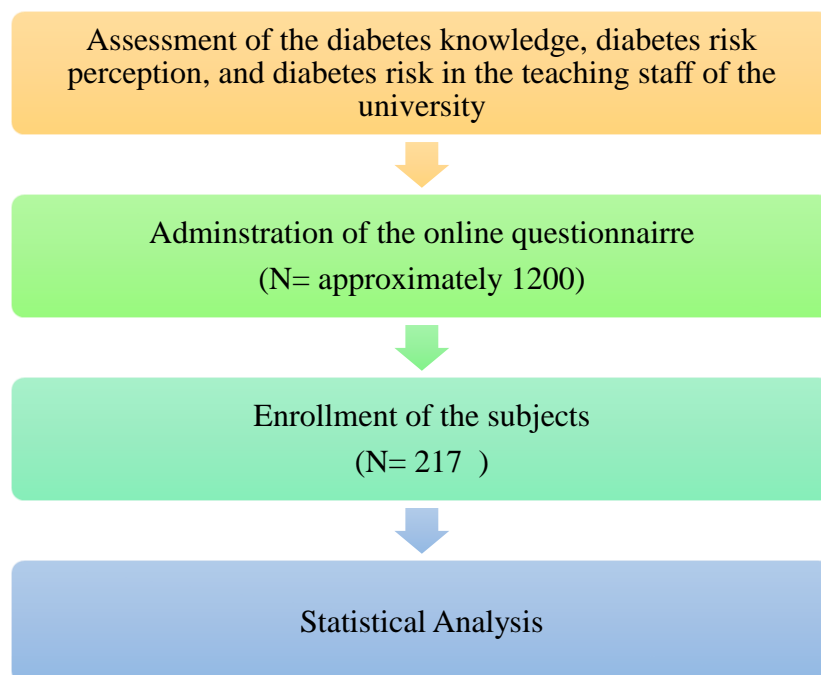 Assessment of the diabetes knowledge, diabetes risk
perception, and diabetes risk in the teaching staff of the
university
Adminstration of the online questionnairre
(N= approximately 1200)
Enrollment of the subjects
(N= 217  )
Statistical Analysis